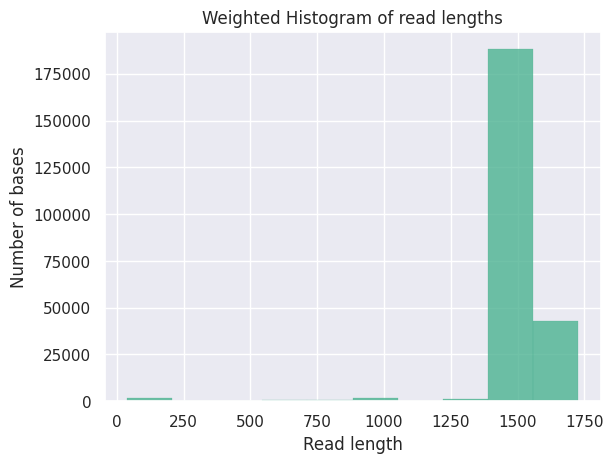 Weighted Histogram of read lengths
175000
150000
125000
100000
75000
50000
25000
0
Number of bases
0 250 500 750 1000 1250 1500 1750
Read length